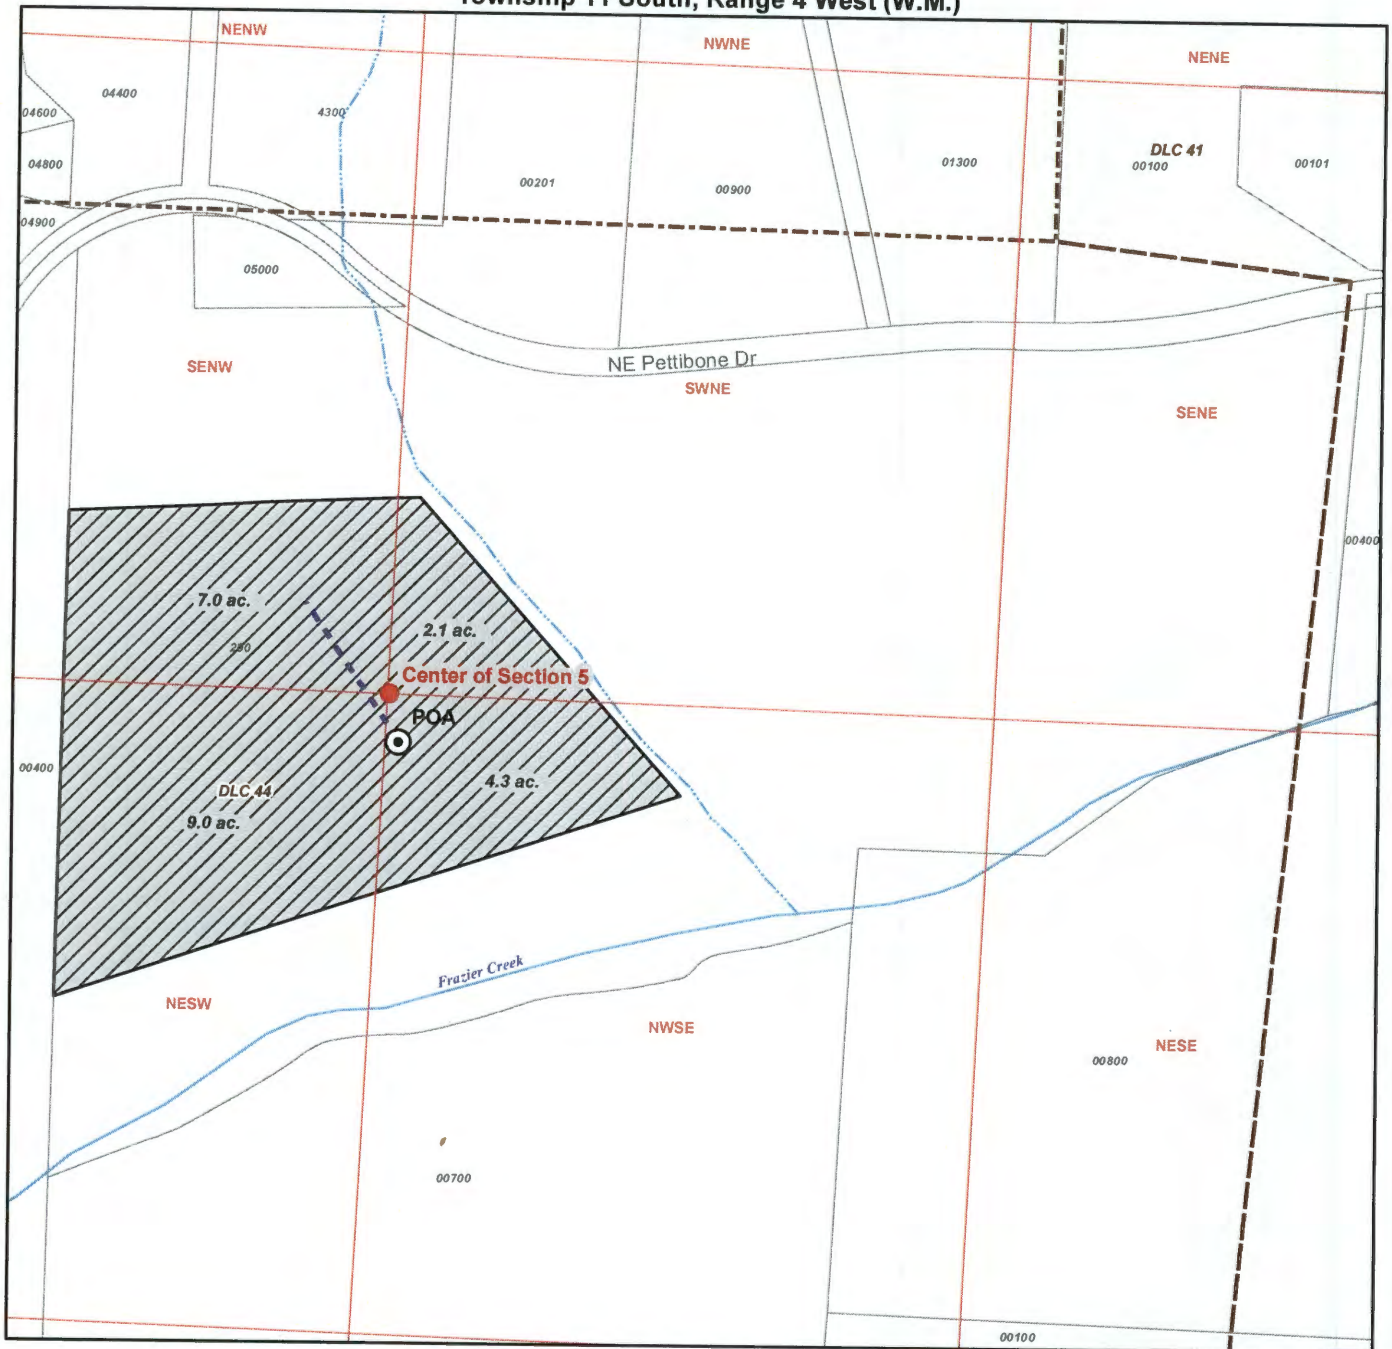 Township 11 South, Range 4 West (W.M.)
NENW
NWNE
NENE
04400
04600
4300
DLC 41
01300
00100
00101
04800
00201
00900
04900
05000
NE Pettibone Dr
SENW
SWNE
SENE
00400
7.0 ac.
2.1 ac.
Center of Section 5
POA
00400
DLC 44
4.3 ac.
9.0 ac.
Frazier Creek
NESW
NWSE
NESE
00800
00700
00100